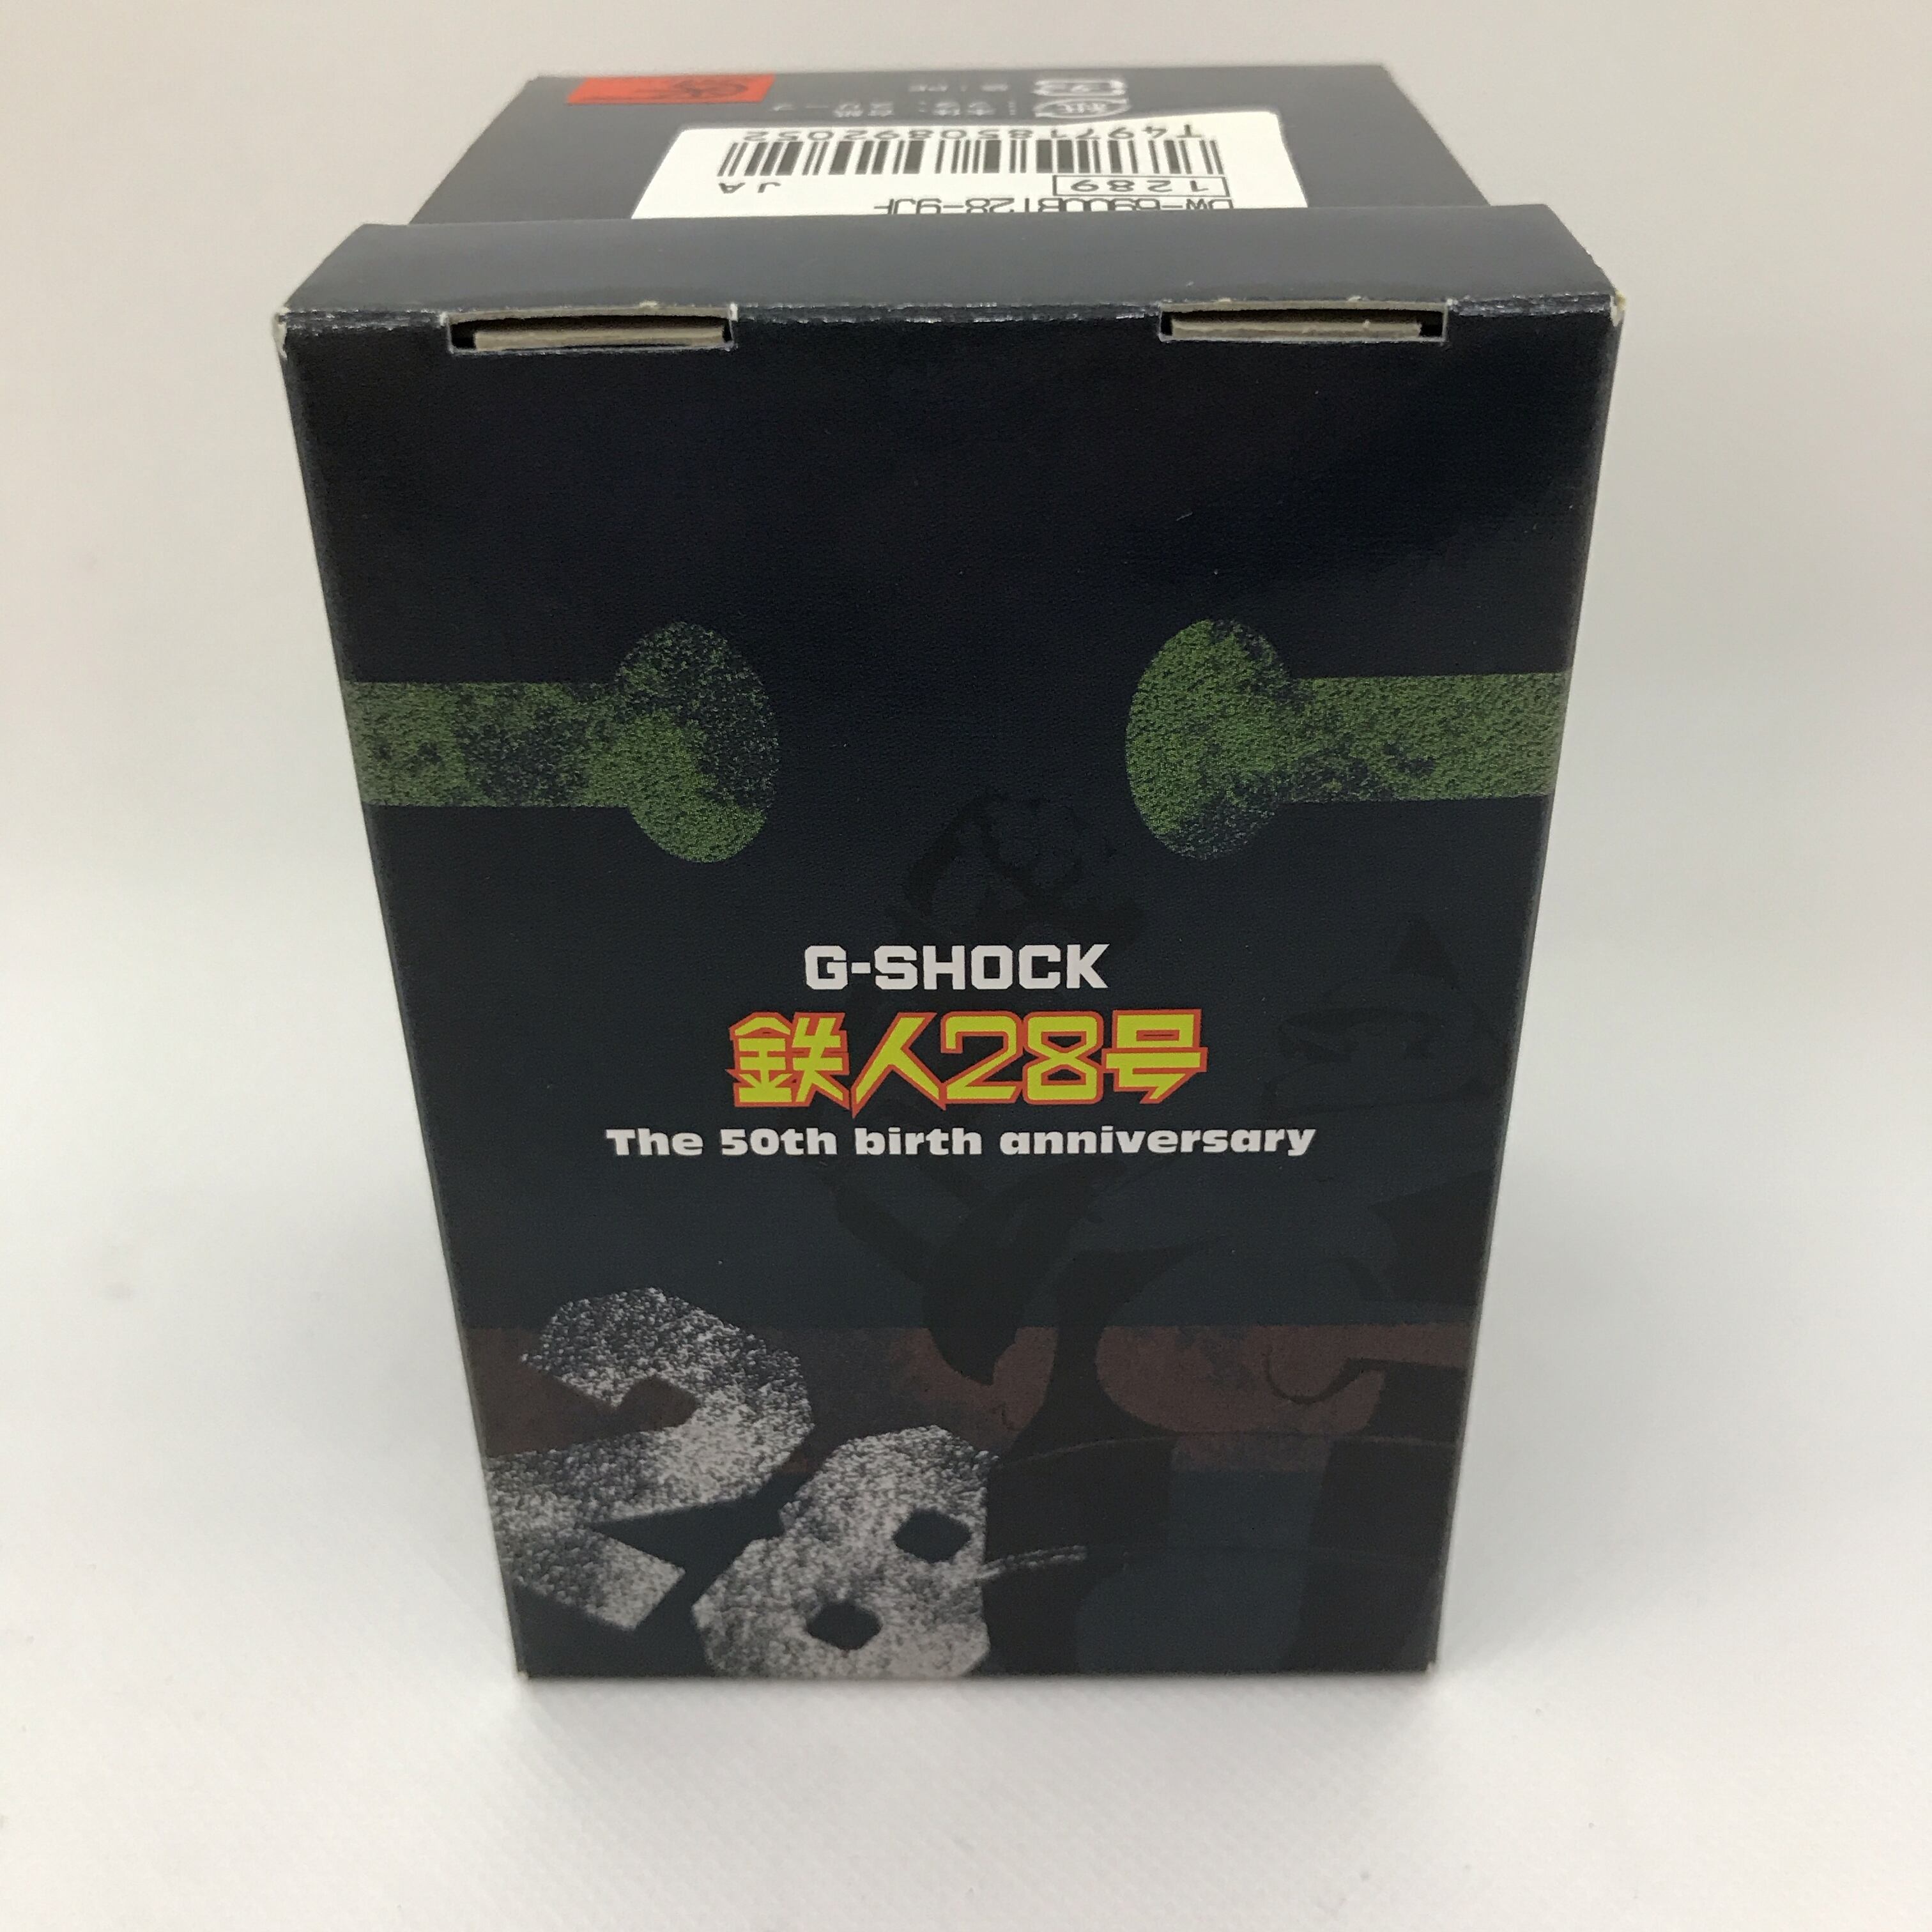 T4971850892052
JA
1289
DW-6900BT28-9JF
G-SHOCK
鉄人28号
The 50th birth anniversary
28